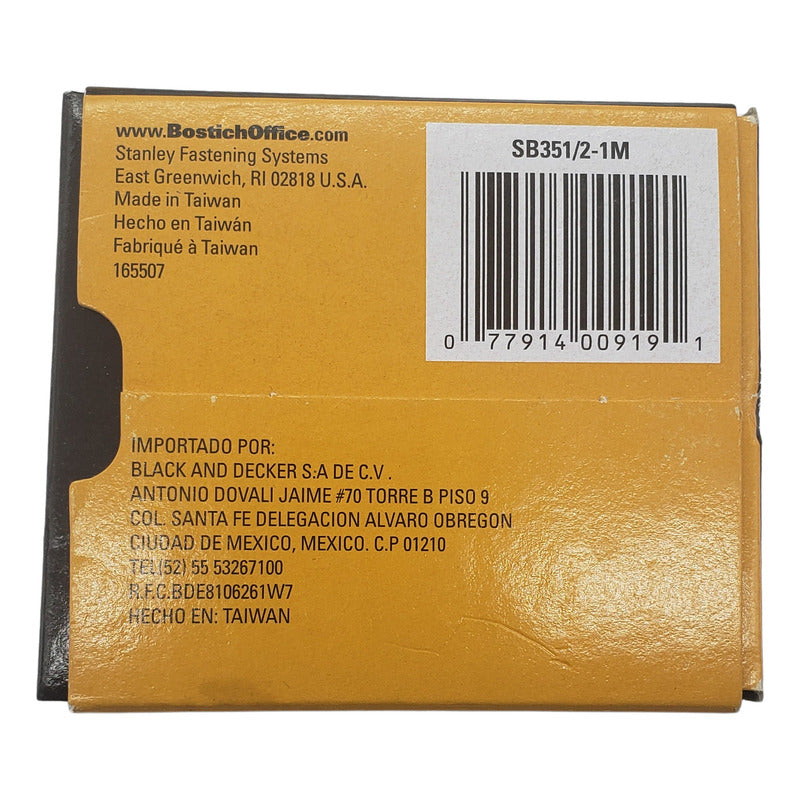 www.BostichOffice.com
Stanley Fastening Systems
East Greenwich, RI 02818 U.S.A.
Made in Taiwan
Hecho en Taiwán
Fabriqué à Taiwan
165507
SB351/2-1M
0 77914 00919 1
IMPORTADO POR:
BLACK AND DECKER S:A DE C.V .
ANTONIO DOVALI JAIME #70 TORRE B PISO 9
COL. SANTA FE DELEGACION ALVARO OBREGON
CIUDAD DE MEXICO, MEXICO. C.P 01210
TEL(52) 55 53267100
R.F.C.BDE8106261W7
HECHO EN: TAIWAN